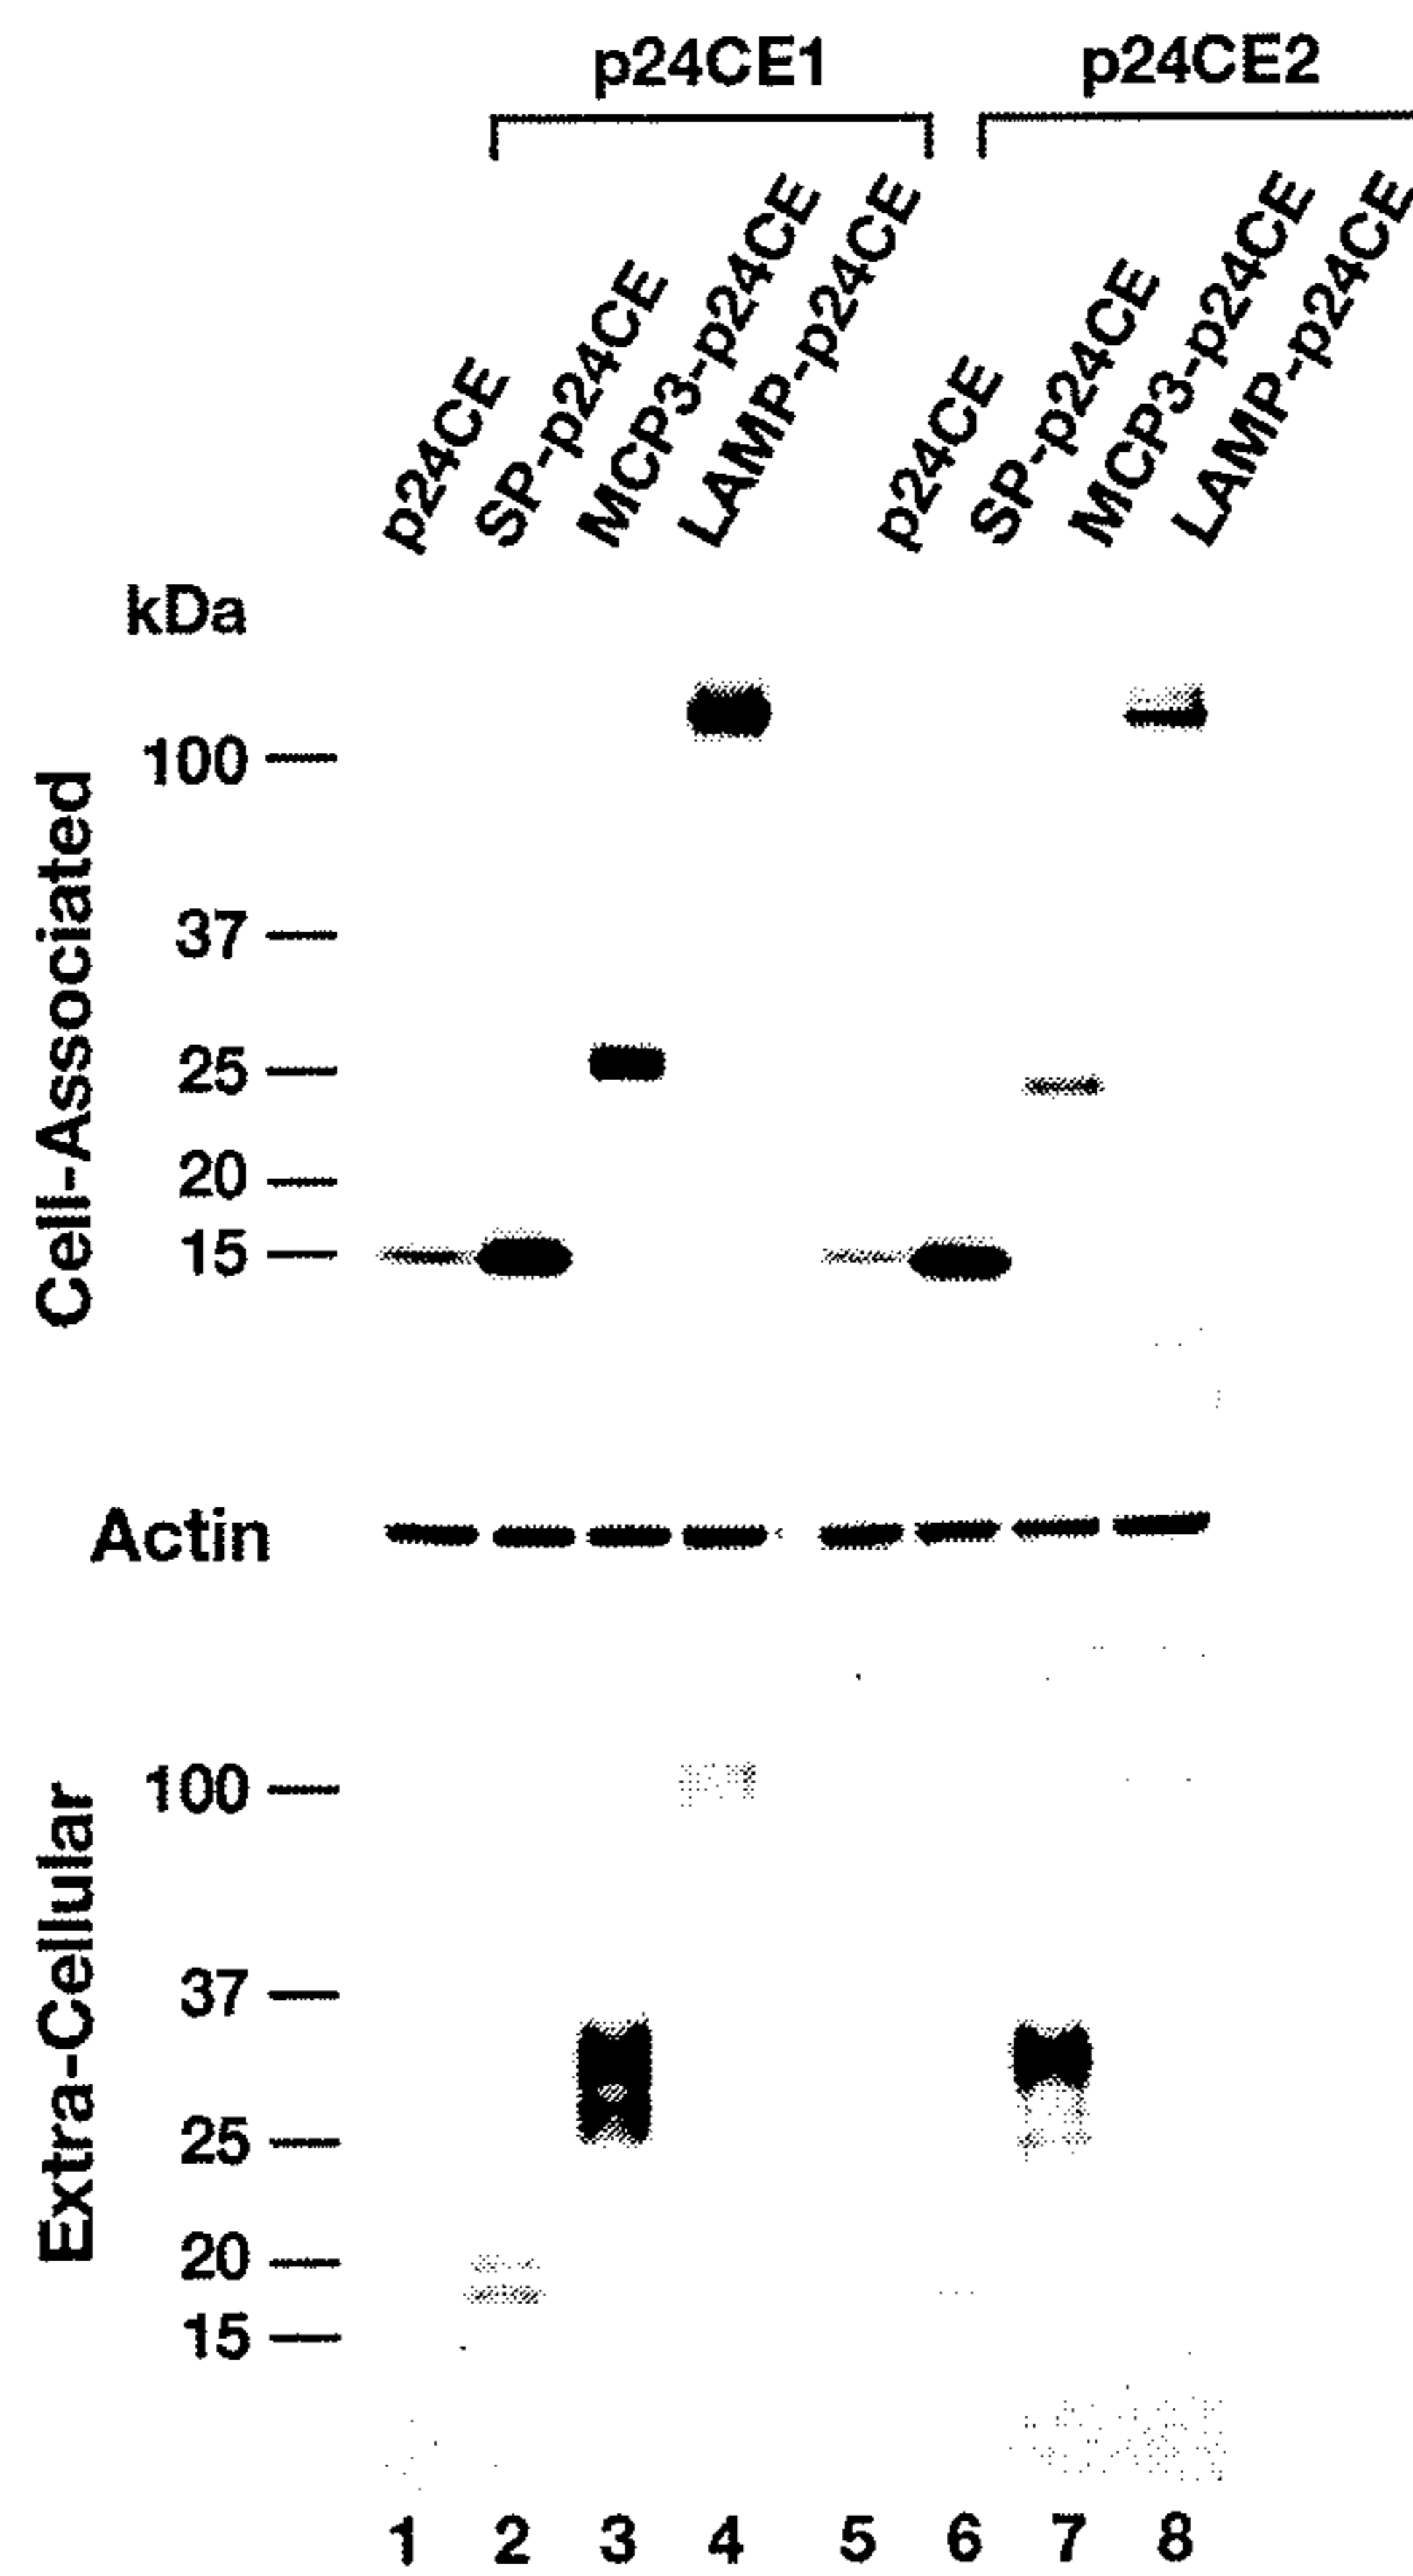 p24CE1 p24CE2
p24CE SP-p24CE MCP3-p24CE LAMP-p24CE p24CE SP-p24CE MCP3-p24CE LAMP-p24CE
kDa
Cell-Associated
100
37
25
20
15
Actin
Extra-Cellular
100
37
25
20
15
1 2 3 4 5 6 7 8